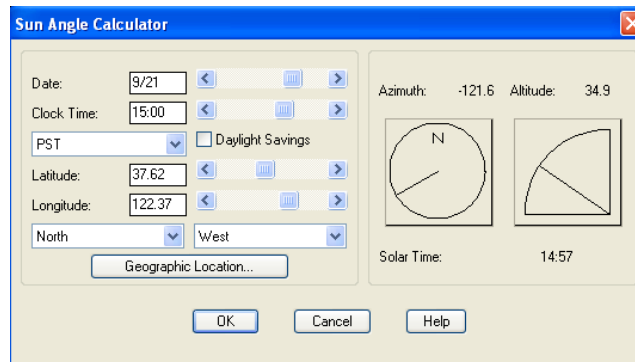 Sun Angle Calculator
Date: 9/21
Clock Time: 15:00
PST
Daylight Savings
Latitude: 37.62
Longitude: 122.37
North West
Geographic Location...
Azimuth: -121.6 Altitude: 34.9
N
Solar Time: 14:57
OK Cancel Help